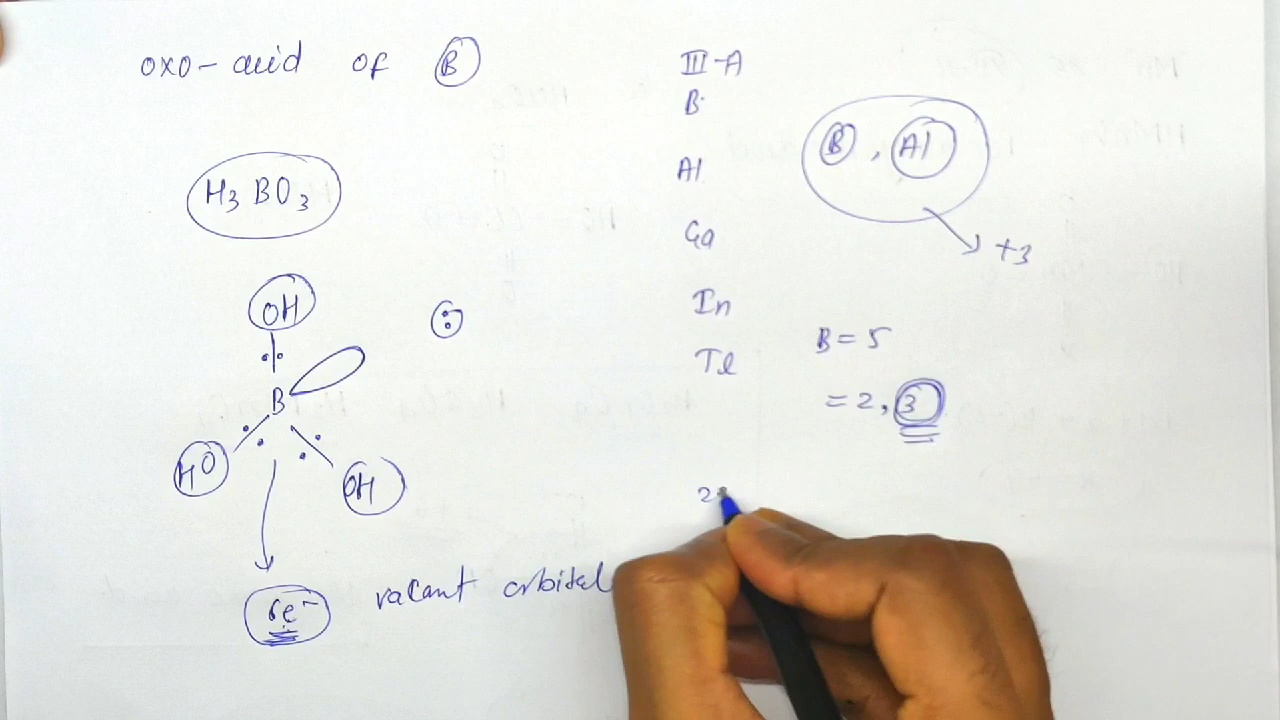 oxo-acid of B
H3 BO3
OH
B
HO
OH
6e-
vacant orbital
III-A
B
Al
Ga
In
Tl
B, Al
+3
B = 5
= 2, 3